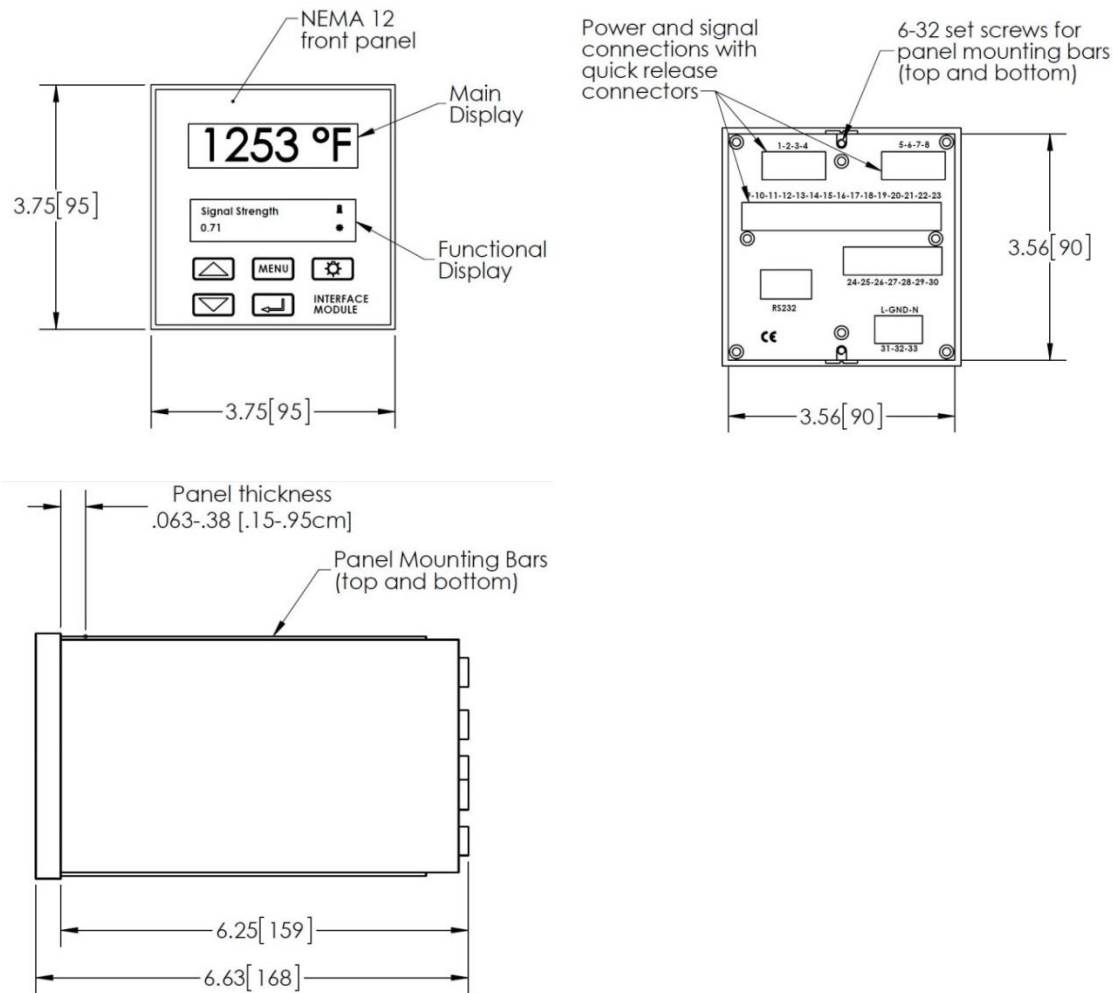 NEMA 12
front panel
Main
Display
1253 °F
Signal Strength
0.71
Functional
Display
MENU
INTERFACE
MODULE
3.75[95]
3.75[95]
Power and signal
connections with
quick release
connectors
6-32 set screws for
panel mounting bars
(top and bottom)
1-2-3-4
5-6-7-8
9-10-11-12-13-14-15-16-17-18-19-20-21-22-23
24-25-26-27-28-29-30
RS232
L-GND-N
CE
31-32-33
3.56[90]
3.56[90]
Panel thickness
.063-.38 [.15-.95cm]
Panel Mounting Bars
(top and bottom)
6.25[159]
6.63[168]